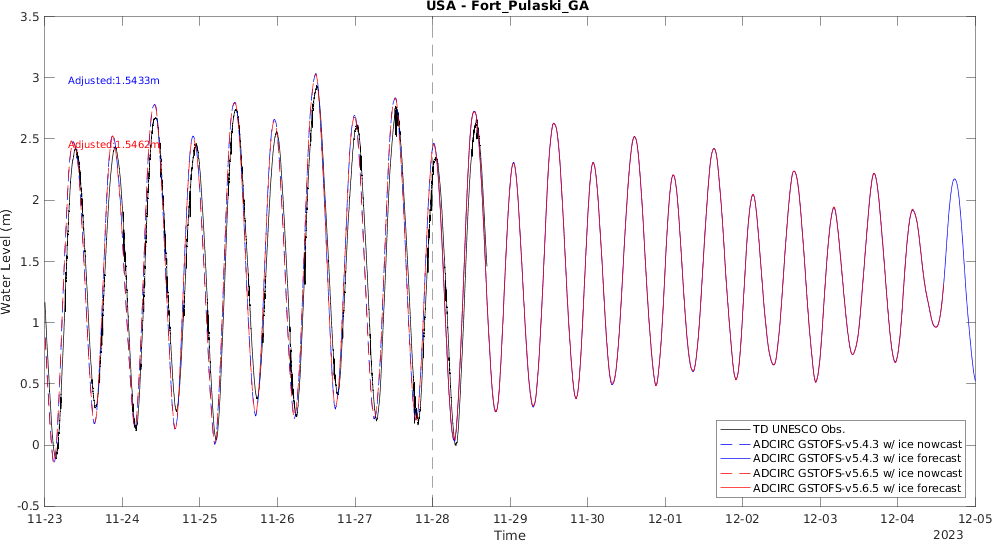 USA - Fort_Pulaski_GA
3.5
3
2.5
2
1.5
1
0.5
0
-0.5
Water Level (m)
Adjusted:1.5433m
Adjusted:1.5462m
TD UNESCO Obs.
ADCIRC GSTOFS-v5.4.3 w/ ice nowcast
ADCIRC GSTOFS-v5.4.3 w/ ice forecast
ADCIRC GSTOFS-v5.6.5 w/ ice nowcast
ADCIRC GSTOFS-v5.6.5 w/ ice forecast
11-23 11-24 11-25 11-26 11-27 11-28 11-29 11-30 12-01 12-02 12-03 12-04 12-05
Time
2023